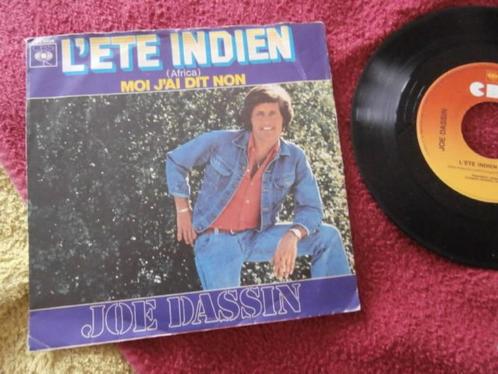 L'ETE INDIEN
(Africa)
MOI J'AI DIT NON
JOE DASSIN
CBS
JOE DASSIN
L'ETE INDIEN